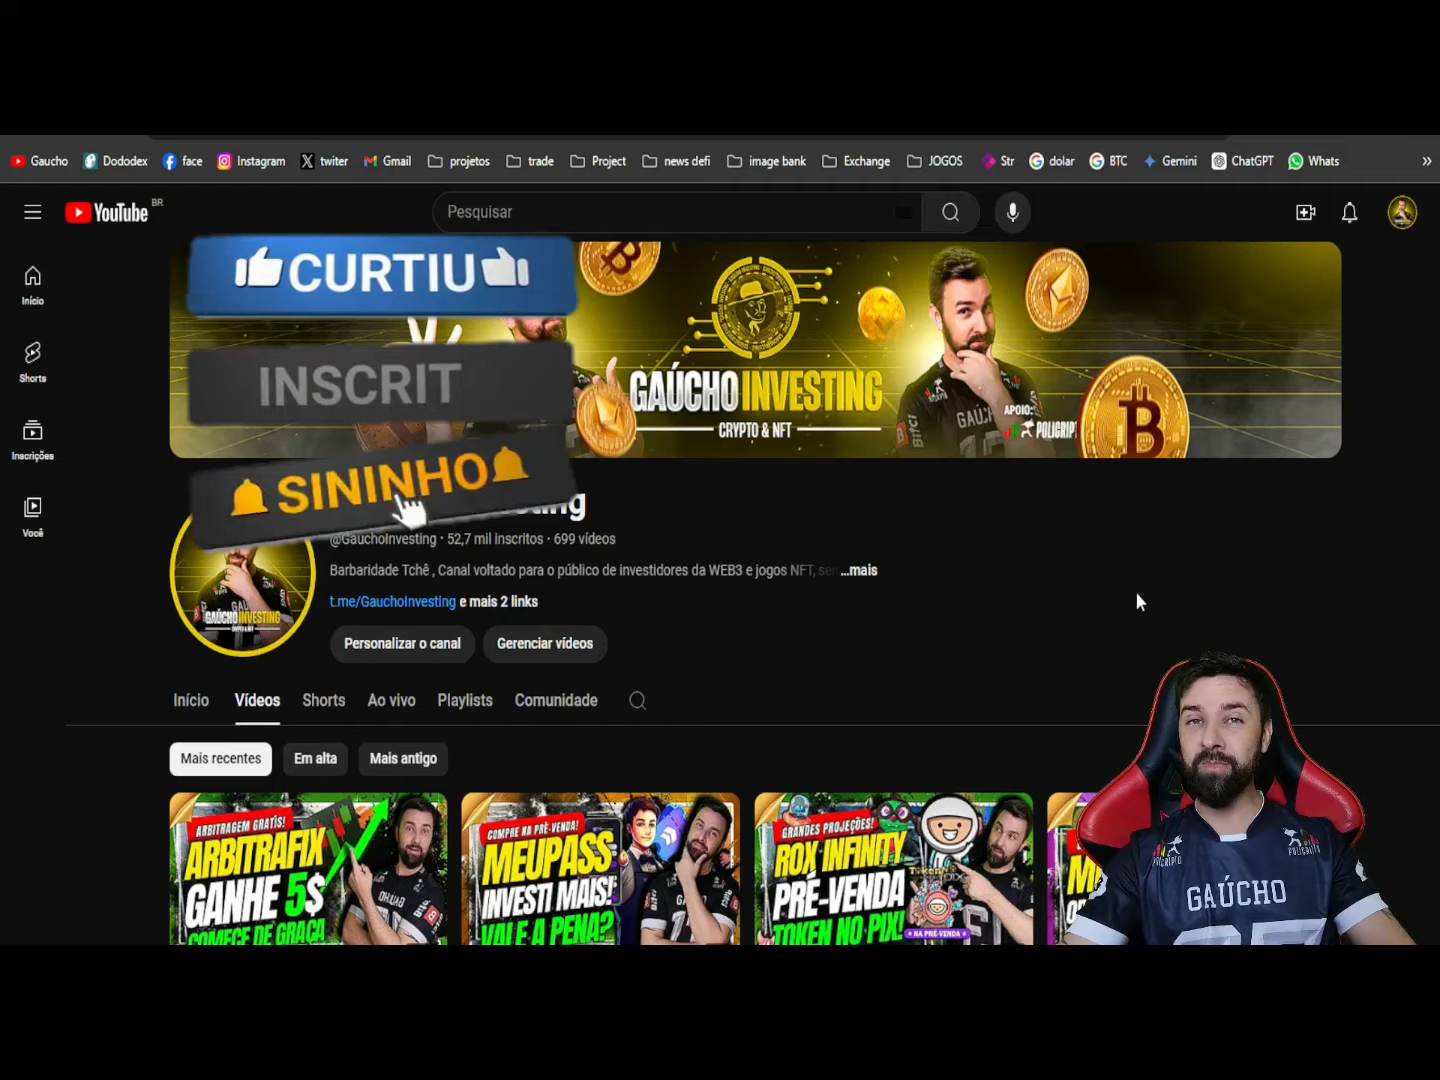 Gaucho
Dododex
face
Instagram
twiter
Gmail
projetos
trade
Project
news defi
image bank
Exchange
JOGOS
Str
dolar
BTC
Gemini
ChatGPT
Whats
»
YouTube BR
Pesquisar
Início
Shorts
Inscrições
Você
CURTIU
INSCRIT
SININHO
GAÚCHO INVESTING
CRYPTO & NFT
APOIO:
@GauchoInvesting · 52,7 mil inscritos · 699 vídeos
Barbaridade Tchê , Canal voltado para o público de investidores da WEB3 e jogos NFT, ...mais
t.me/GauchoInvesting e mais 2 links
Personalizar o canal
Gerenciar vídeos
Início
Vídeos
Shorts
Ao vivo
Playlists
Comunidade
Mais recentes
Em alta
Mais antigo
ARBITRAGEM GRATIS!
ARBITRAFIX
GANHE 5$
COMECE DE GRAÇA
COMPRE NA PRÉ-VENDA!
MEUPASS
INVESTI MAIS!
VALE A PENA?
GRANDES PROJEÇÕES!
ROX INFINITY
PRÉ-VENDA
TOKEN NO PIX!
• NA PRÉ-VENDA •
POLICRIPTO
GAÚCHO